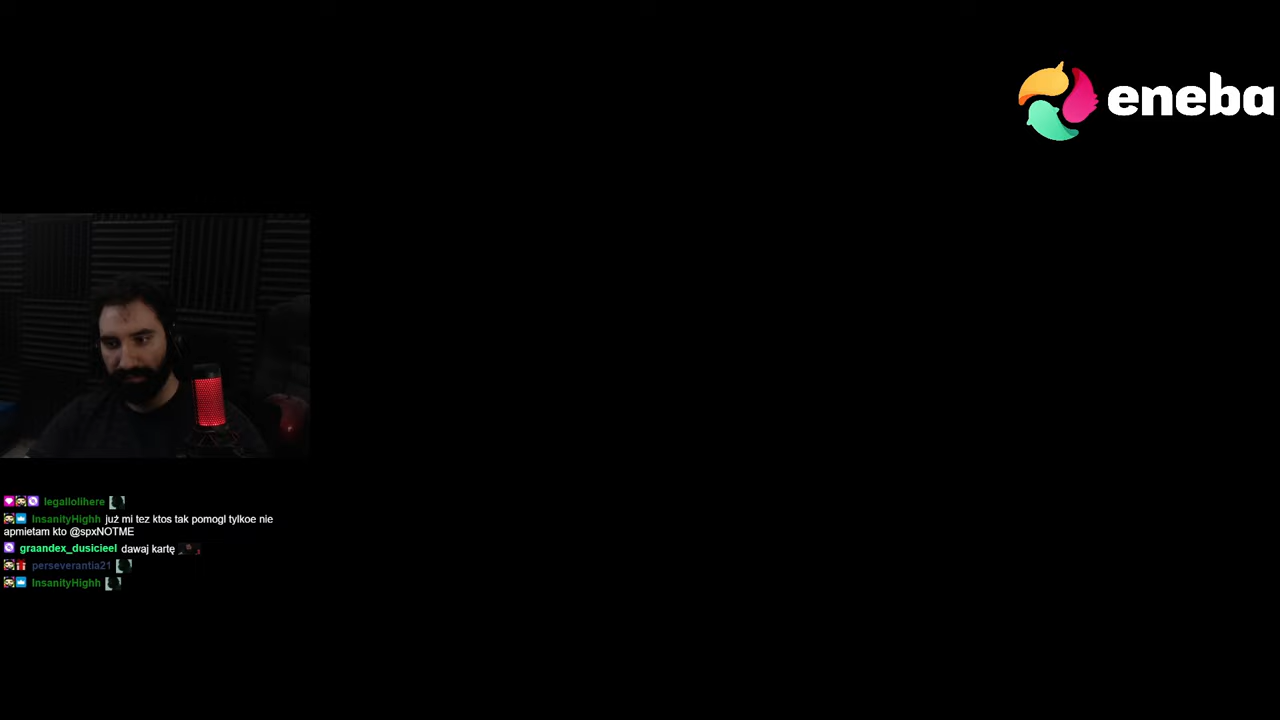 eneba
legallolihere
InsanityHighh już mi tez ktos tak pomogl tylkoe nie
apmietam kto @spxNOTME
graandex_dusicieel dawaj kartę
perseverantia21
InsanityHighh